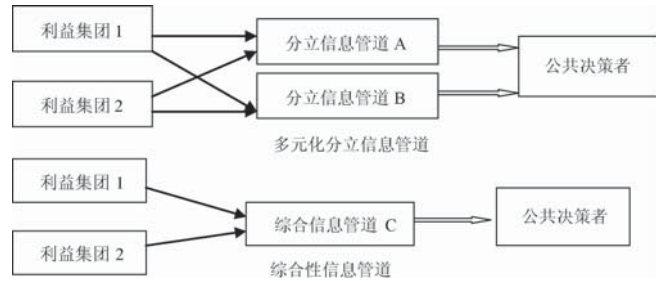 利益集团 1
分立信息管道 A
公共决策者
利益集团 2
分立信息管道 B
多元化分立信息管道
利益集团 1
综合信息管道 C
公共决策者
利益集团 2
综合性信息管道